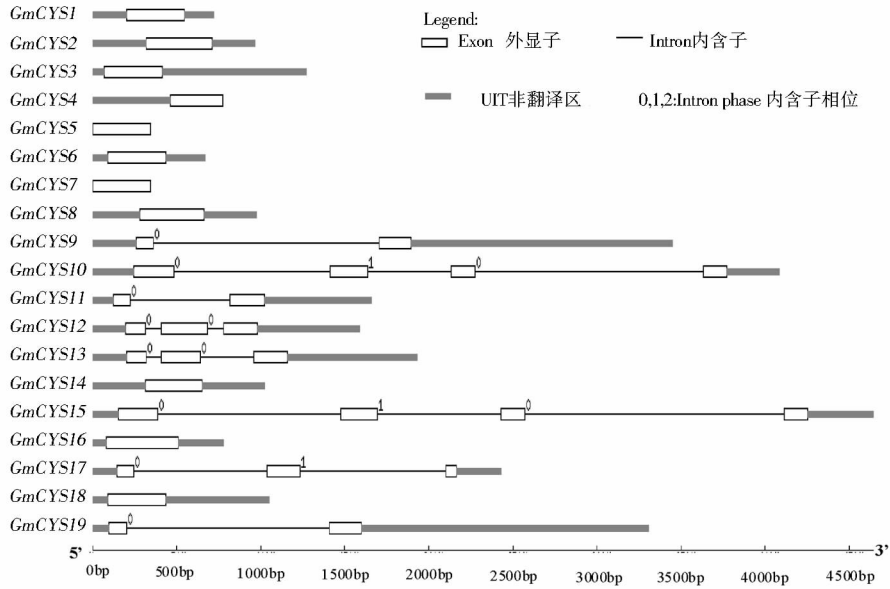 Legend:
Exon 外显子
Intron内含子
UIT非翻译区
0,1,2:Intron phase 内含子相位
GmCYS1
GmCYS2
GmCYS3
GmCYS4
GmCYS5
GmCYS6
GmCYS7
GmCYS8
GmCYS9 0
GmCYS10 0 1 0
GmCYS11 0
GmCYS12 0 0
GmCYS13 0 0
GmCYS14
GmCYS15 0 1 0
GmCYS16
GmCYS17 0 1
GmCYS18
GmCYS19 0
5' 3'
0bp 500bp 1000bp 1500bp 2000bp 2500bp 3000bp 3500bp 4000bp 4500bp